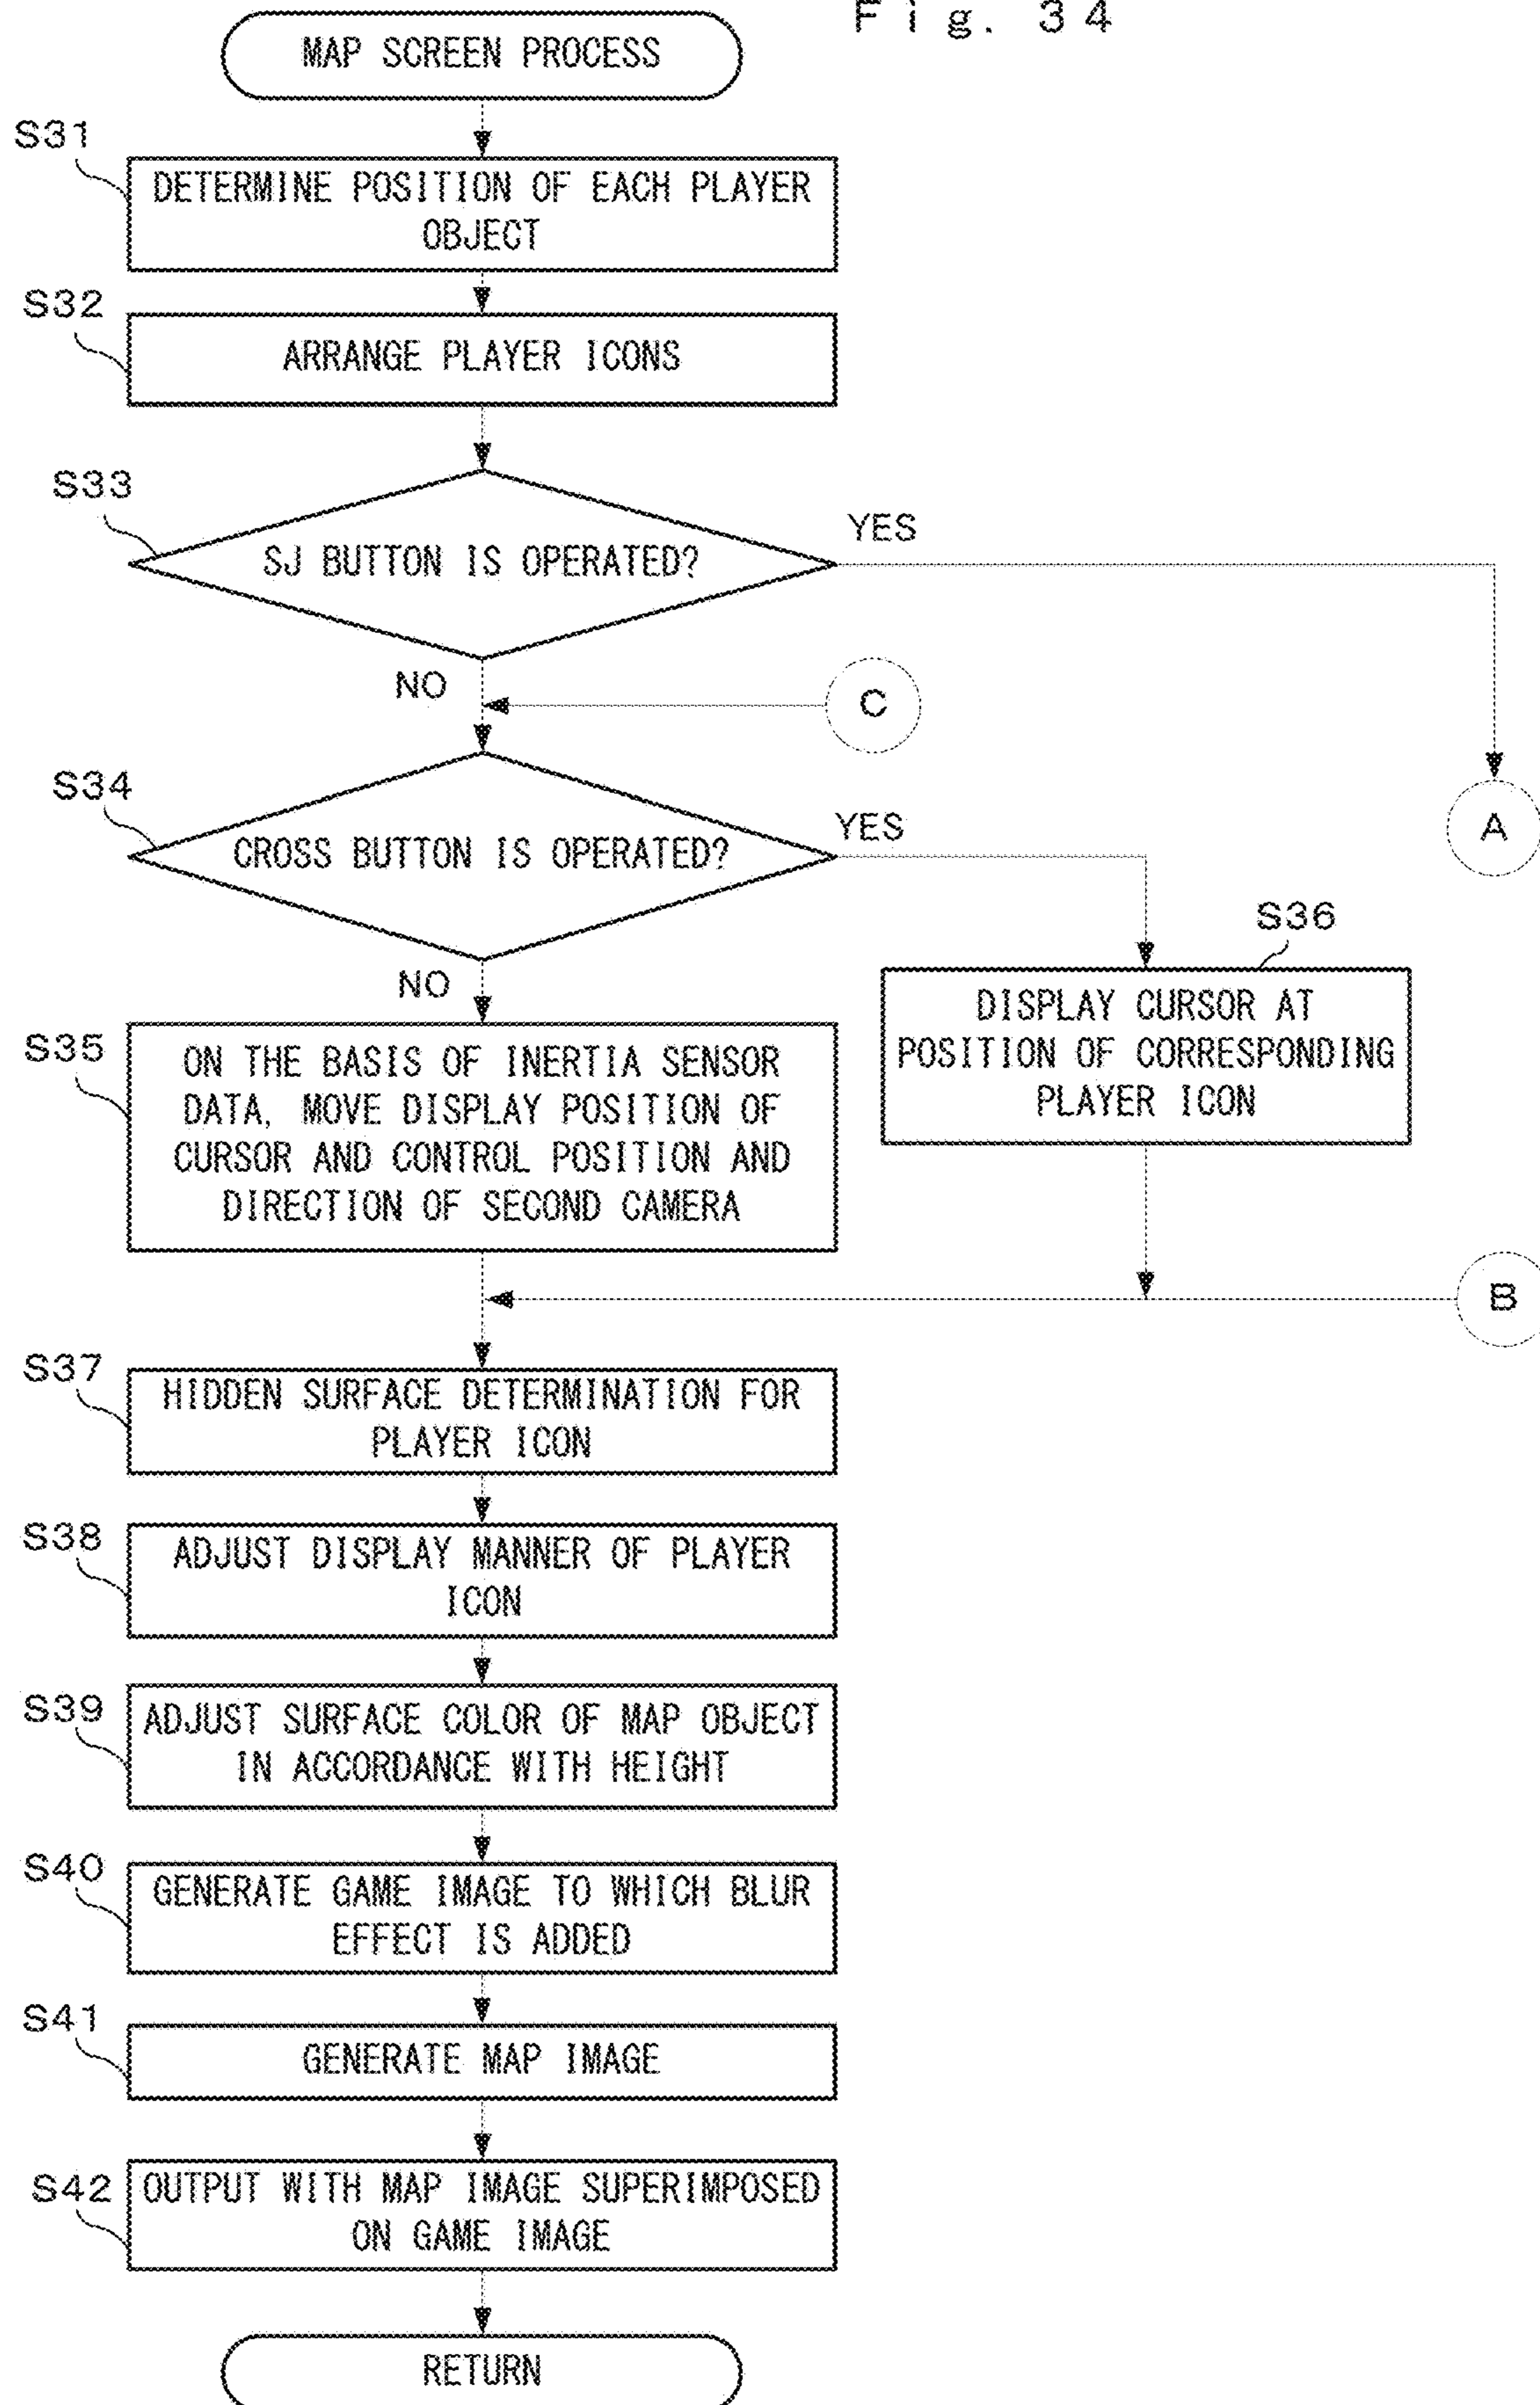 Fig. 34
MAP SCREEN PROCESS
S31
DETERMINE POSITION OF EACH PLAYER
OBJECT
S32
ARRANGE PLAYER ICONS
S33
SJ BUTTON IS OPERATED?
YES
NO
C
A
S34
CROSS BUTTON IS OPERATED?
YES
NO
S36
DISPLAY CURSOR AT
POSITION OF CORRESPONDING
PLAYER ICON
S35
ON THE BASIS OF INERTIA SENSOR
DATA, MOVE DISPLAY POSITION OF
CURSOR AND CONTROL POSITION AND
DIRECTION OF SECOND CAMERA
B
S37
HIDDEN SURFACE DETERMINATION FOR
PLAYER ICON
S38
ADJUST DISPLAY MANNER OF PLAYER
ICON
S39
ADJUST SURFACE COLOR OF MAP OBJECT
IN ACCORDANCE WITH HEIGHT
S40
GENERATE GAME IMAGE TO WHICH BLUR
EFFECT IS ADDED
S41
GENERATE MAP IMAGE
S42
OUTPUT WITH MAP IMAGE SUPERIMPOSED
ON GAME IMAGE
RETURN